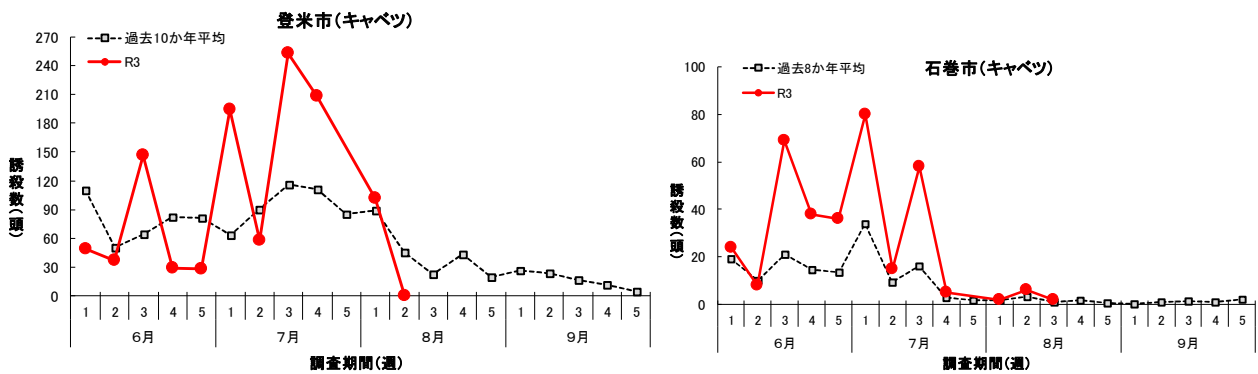 登米市(キャベツ)
過去10か年平均
R3
270
240
210
180
150
120
90
60
30
0
誘殺数(頭)
1 2 3 4 5 1 2 3 4 5 1 2 3 4 5 1 2 3 4 5
6月 7月 8月 9月
調査期間(週)
石巻市(キャベツ)
過去8か年平均
R3
100
80
60
40
20
0
誘殺数(頭)
1 2 3 4 5 1 2 3 4 5 1 2 3 4 5 1 2 3 4 5
6月 7月 8月 9月
調査期間(週)